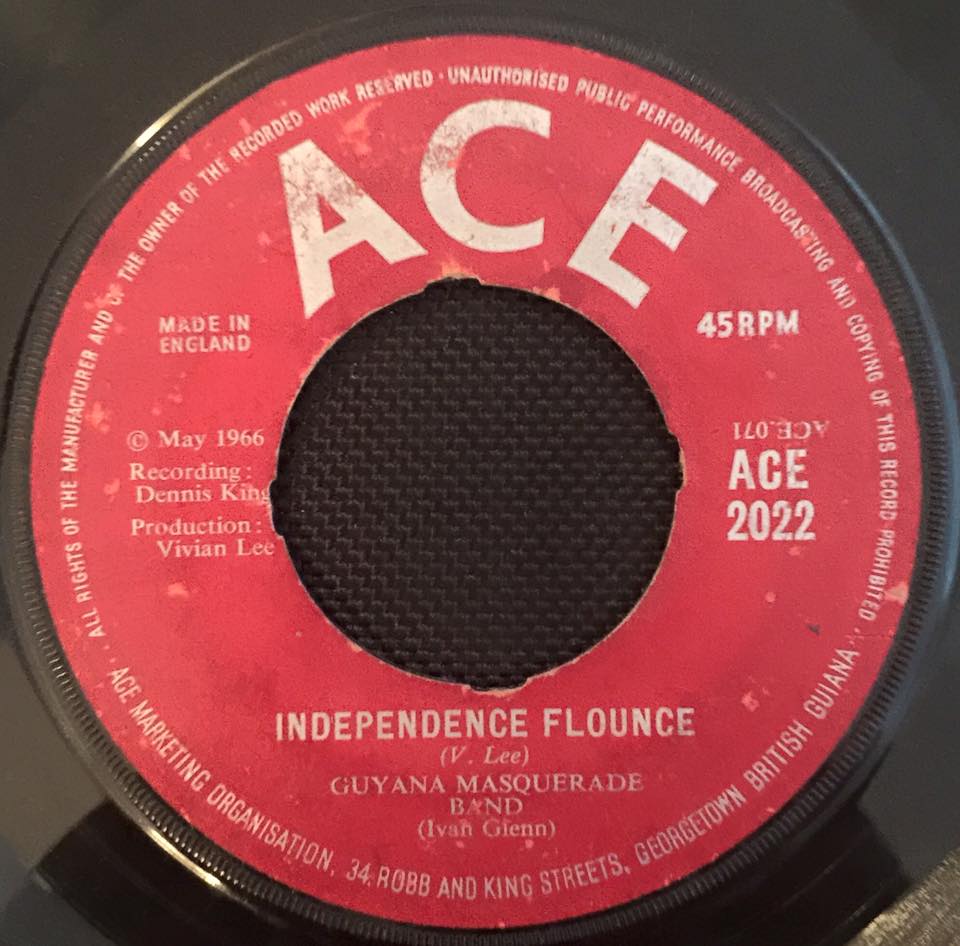 ALL RIGHTS OF THE MANUFACTURER AND OF THE OWNER OF THE RECORDED WORK RESERVED · UNAUTHORISED PUBLIC PERFORMANCE BROADCASTING AND COPYING OF THIS RECORD PROHIBITED ·
ACE
MADE IN
ENGLAND
45 RPM
© May 1966
Recording:
Dennis King
Production:
Vivian Lee
ACE.071
ACE
2022
INDEPENDENCE FLOUNCE
(V. Lee)
GUYANA MASQUERADE
BAND
(Ivan Glenn)
ACE MARKETING ORGANISATION, 34, ROBB AND KING STREETS, GEORGETOWN BRITISH GUIANA ·